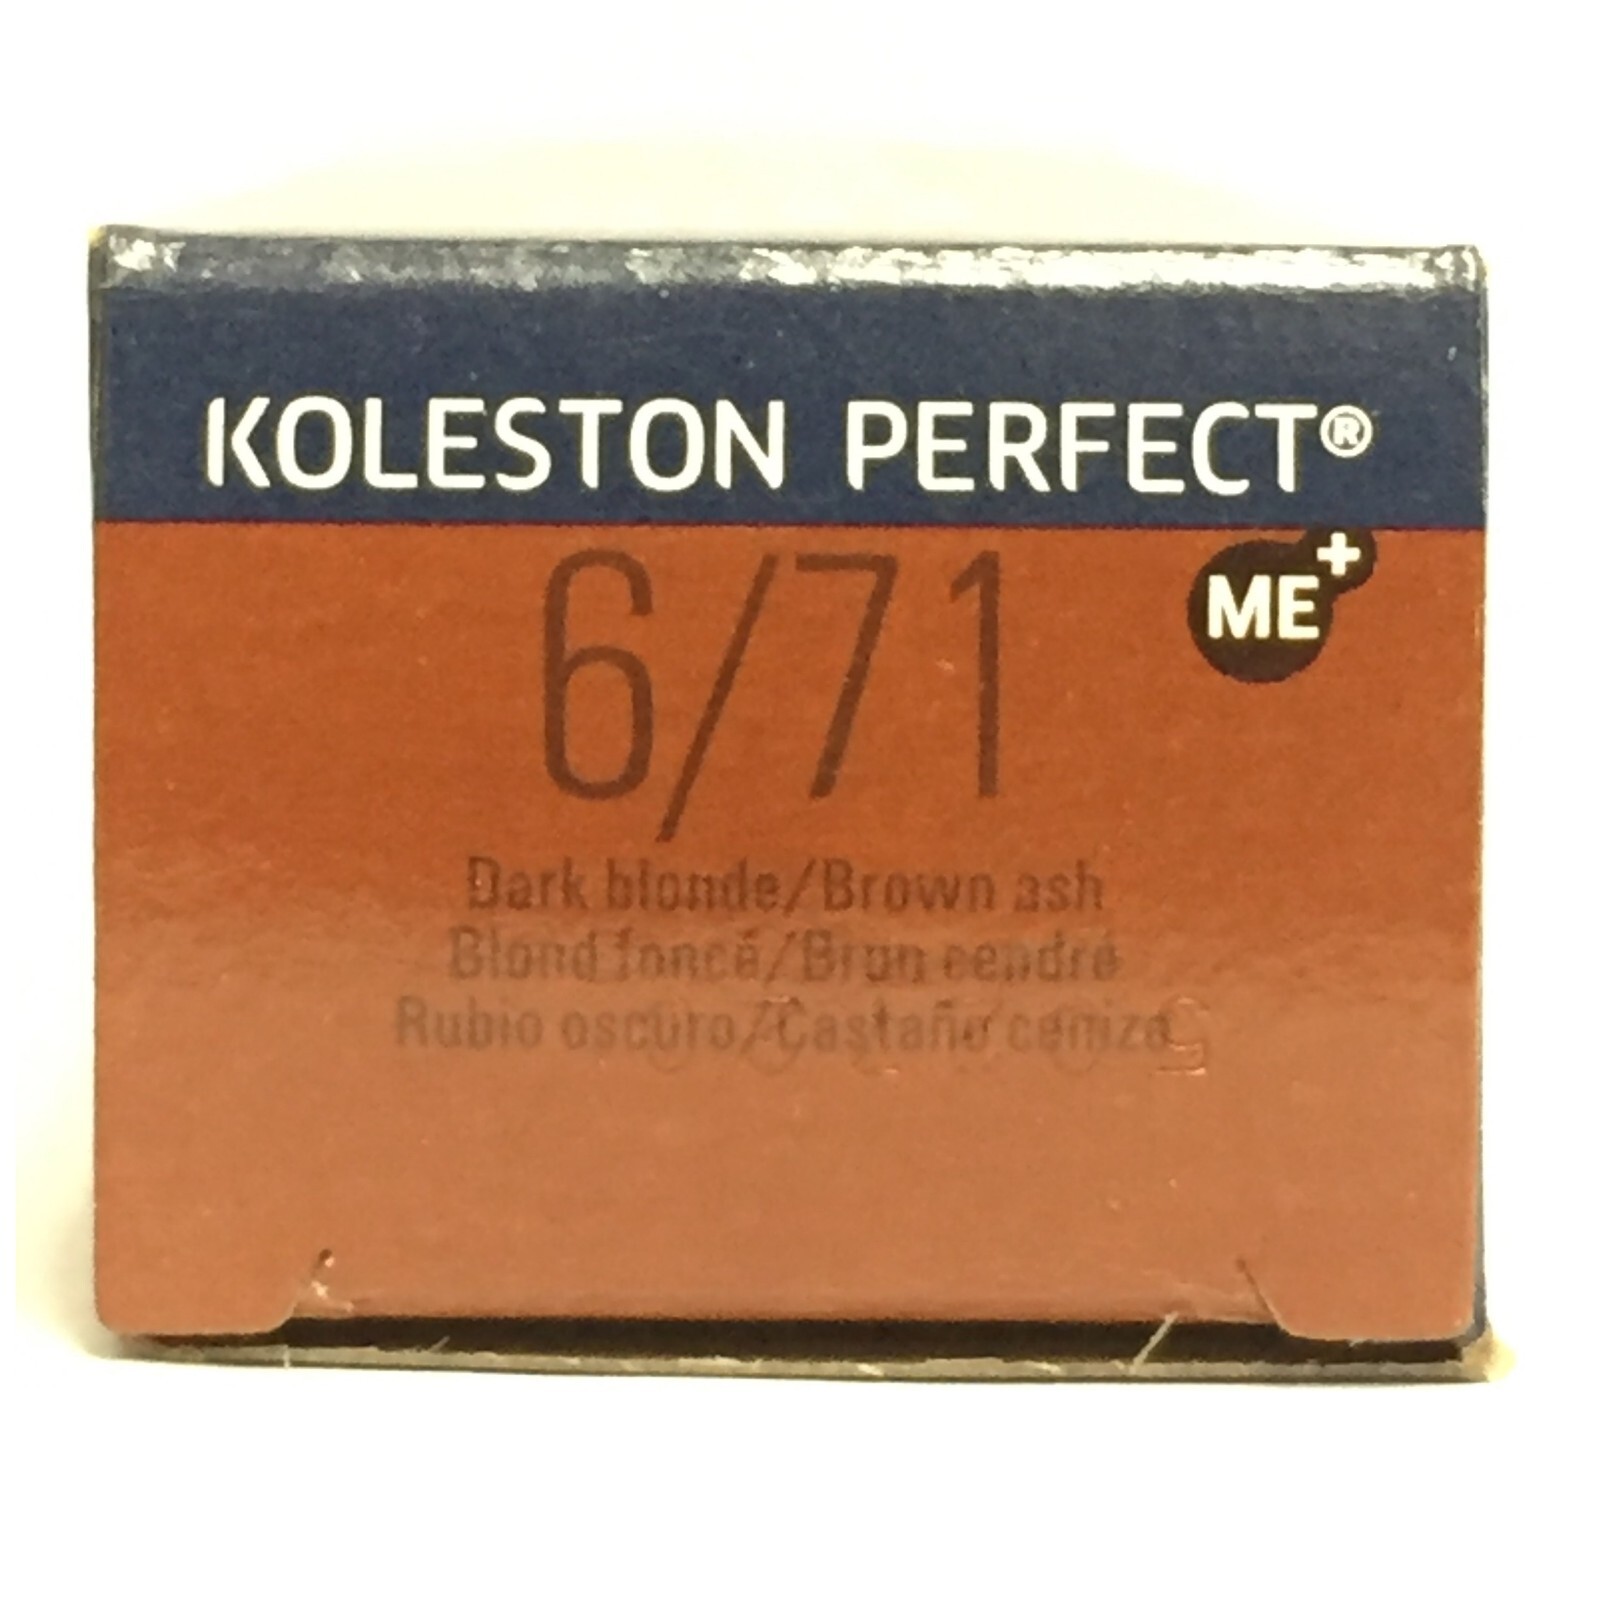 KOLESTON PERFECT®
6/71
ME+
Dark blonde/Brown ash
Blond foncé/Brun cendré
Rubio oscuro/Castaño ceniza